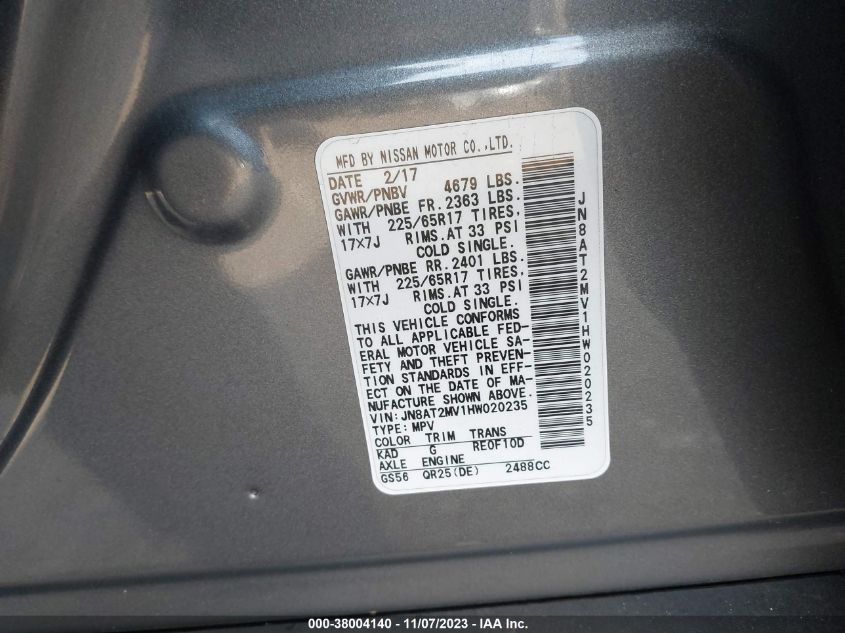 MFD BY NISSAN MOTOR CO.,LTD.
DATE 2/17
GVWR/PNBV 4679 LBS.
GAWR/PNBE FR. 2363 LBS.
WITH 225/65R17 TIRES,
17X7J RIMS.AT 33 PSI
COLD SINGLE.
GAWR/PNBE RR. 2401 LBS.
WITH 225/65R17 TIRES,
17X7J RIMS.AT 33 PSI
COLD SINGLE.
THIS VEHICLE CONFORMS
TO ALL APPLICABLE FED-
ERAL MOTOR VEHICLE SA-
FETY AND THEFT PREVEN-
TION STANDARDS IN EFF-
ECT ON THE DATE OF MA-
NUFACTURE SHOWN ABOVE.
VIN: JN8AT2MV1HW020235
TYPE: MPV
COLOR TRIM TRANS
KAD G RE0F10D
AXLE ENGINE
GS56 QR25(DE) 2488CC
JN8AT2MV1HW020235
000-38004140 - 11/07/2023 - IAA Inc.